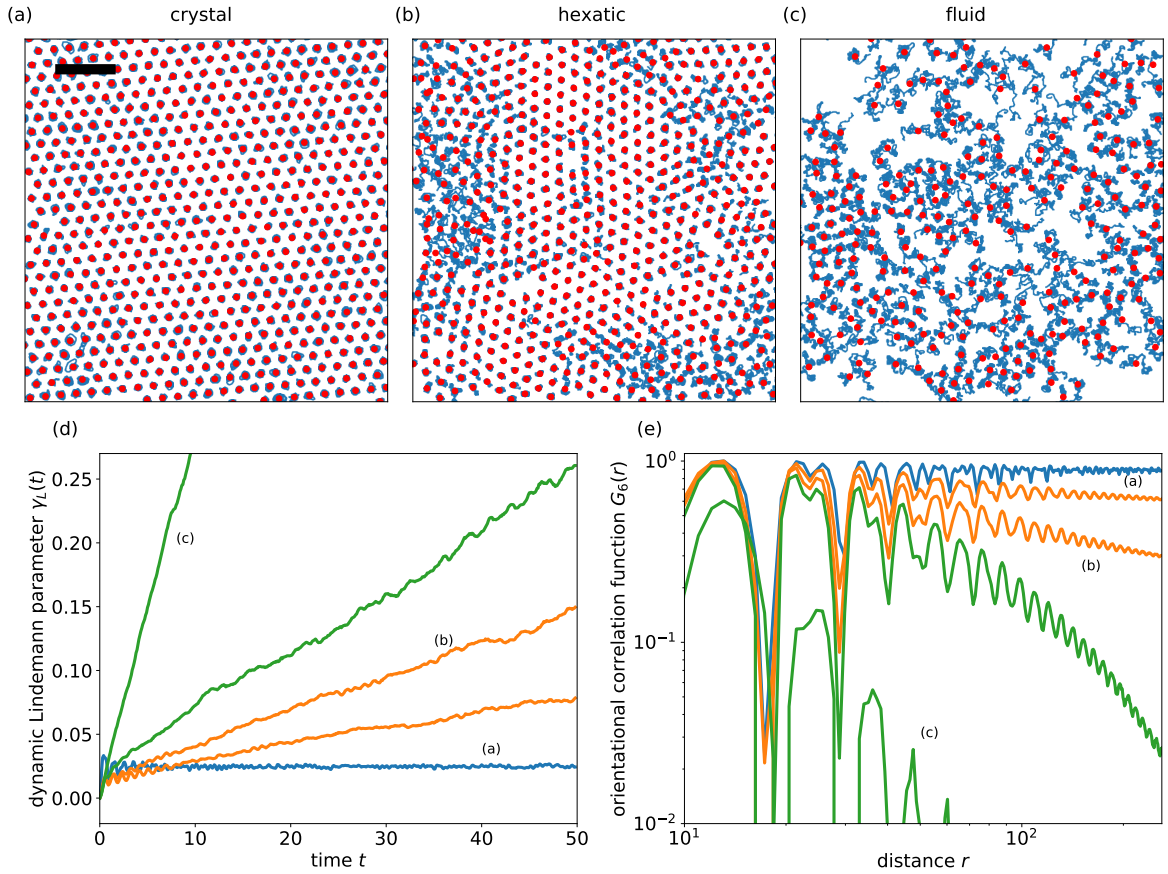 (a) crystal (b) hexatic (c) fluid
(d) (e)
dynamic Lindemann parameter γL(t)
0.25
0.20
0.15
0.10
0.05
0.00
(c)
(b)
(a)
0 10 20 30 40 50
time t
orientational correlation function G6(r)
10⁰
10⁻¹
10⁻²
(a)
(b)
(c)
10¹ 10²
distance r